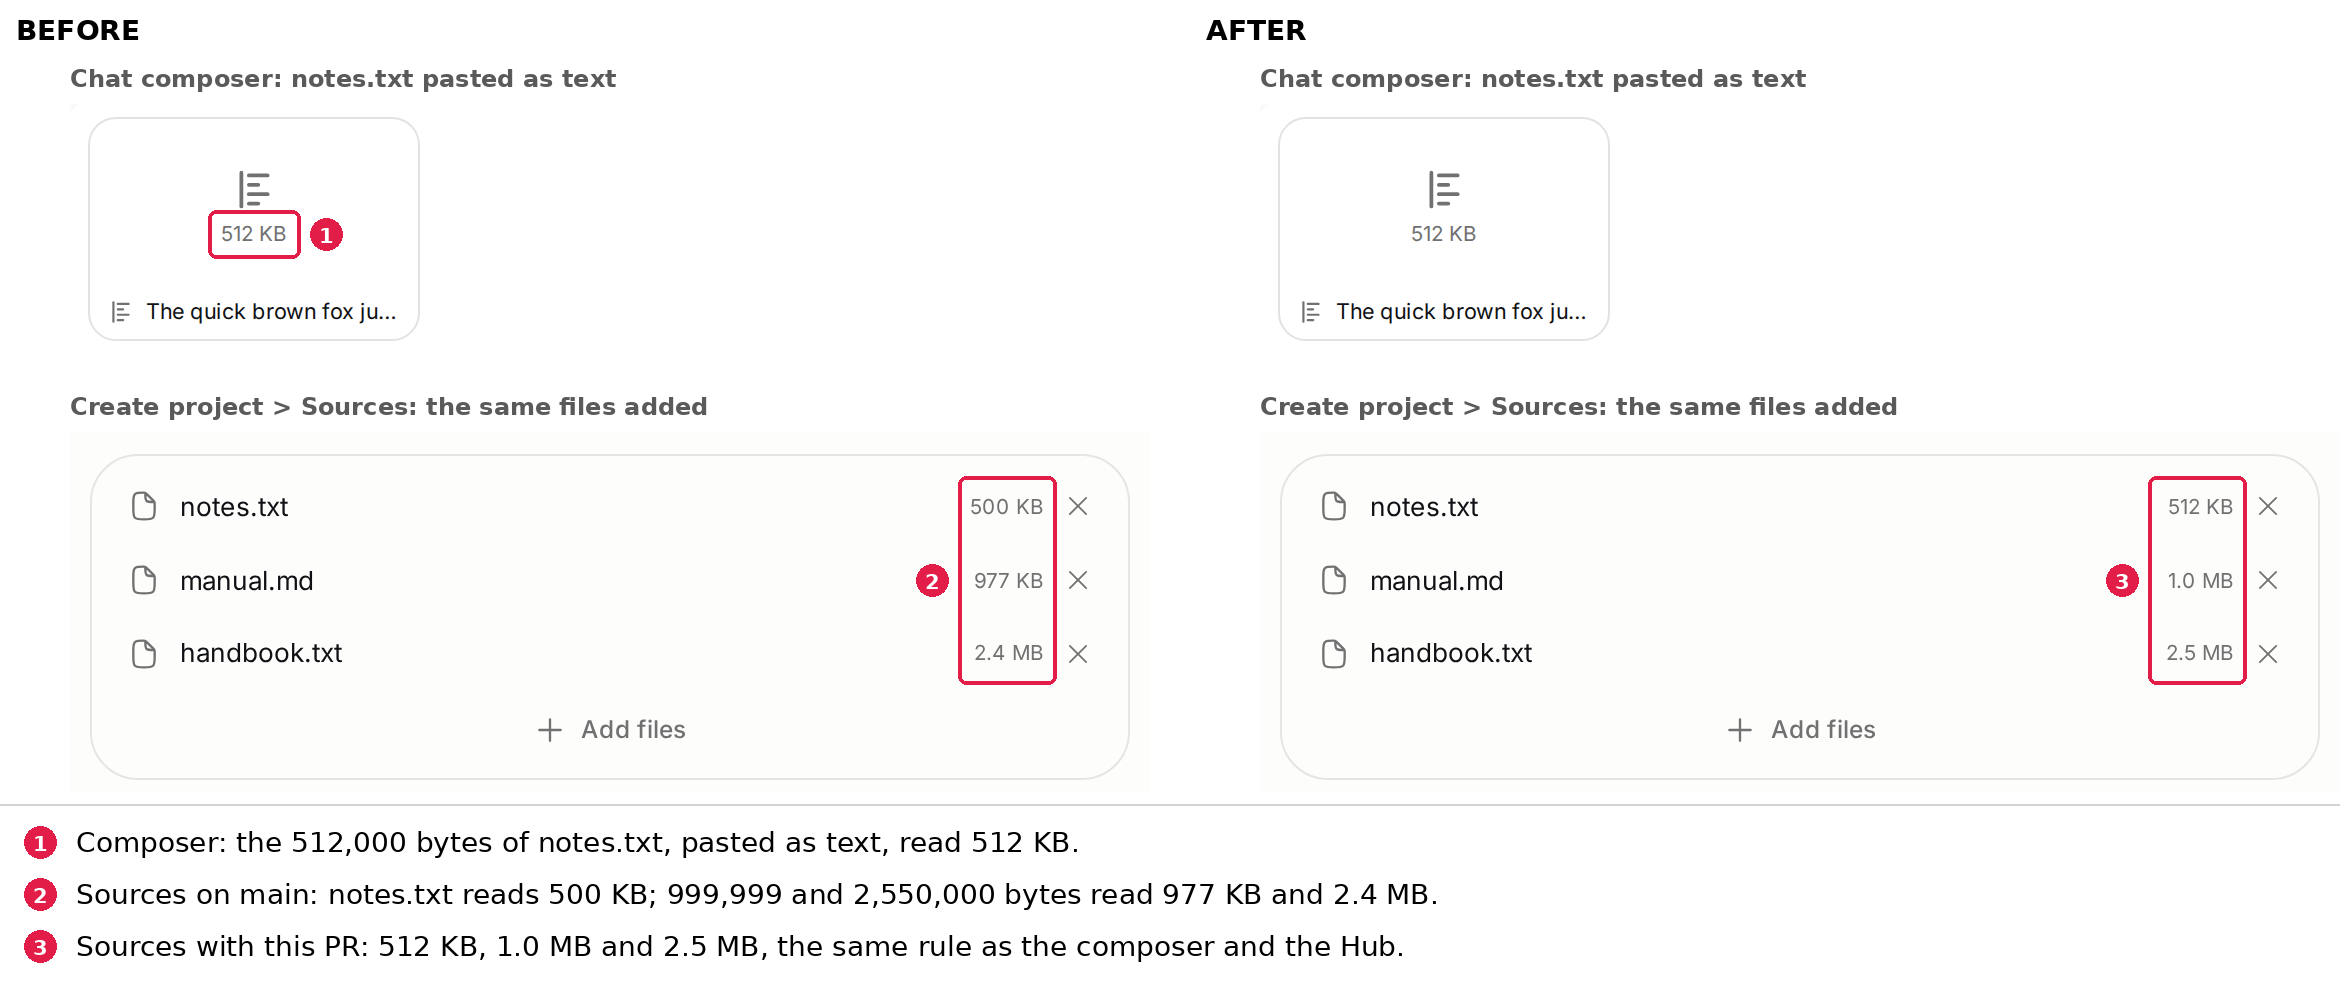 BEFORE
Chat composer: notes.txt pasted as text
512 KB
1
The quick brown fox ju...
Create project > Sources: the same files added
notes.txt
500 KB
manual.md
2
977 KB
handbook.txt
2.4 MB
Add files
AFTER
Chat composer: notes.txt pasted as text
512 KB
The quick brown fox ju...
Create project > Sources: the same files added
notes.txt
512 KB
manual.md
3
1.0 MB
handbook.txt
2.5 MB
Add files
1 Composer: the 512,000 bytes of notes.txt, pasted as text, read 512 KB.
2 Sources on main: notes.txt reads 500 KB; 999,999 and 2,550,000 bytes read 977 KB and 2.4 MB.
3 Sources with this PR: 512 KB, 1.0 MB and 2.5 MB, the same rule as the composer and the Hub.